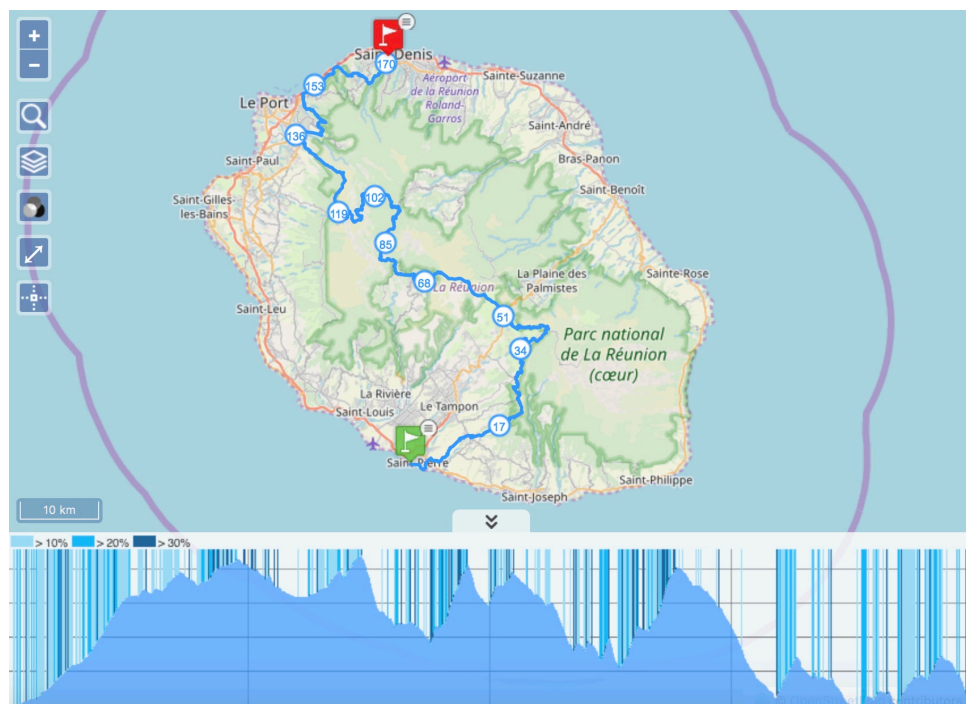 +
−
Saint-Denis
170
Aéroport
de la Réunion
Roland-
Garros
Sainte-Suzanne
153
Le Port
136
Saint-André
Saint-Paul
Bras-Panon
Saint-Benoît
Saint-Gilles-
les-Bains
102
119
85
68
La Réunion
La Plaine des
Palmistes
Sainte-Rose
Saint-Leu
51
34
Parc national
de La Réunion
(cœur)
La Rivière
Saint-Louis
Le Tampon
17
Saint-Pierre
Saint-Philippe
Saint-Joseph
10 km
> 10%
> 20%
> 30%
© OpenStreetMap contributors